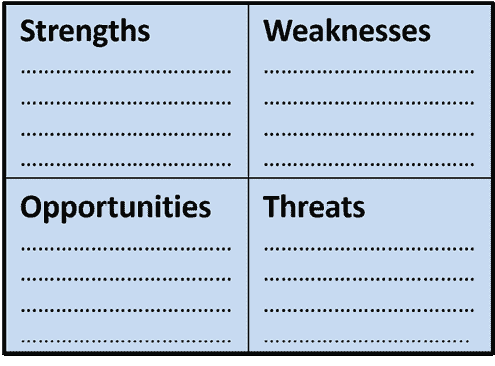 Strengths
Weaknesses
Opportunities
Threats